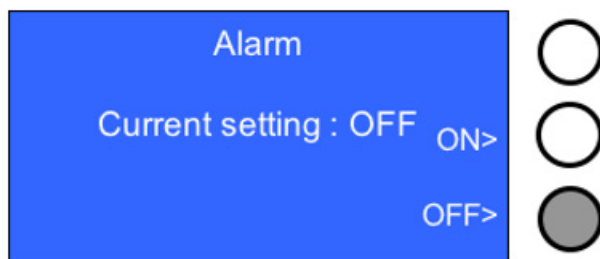 Alarm
Current setting : OFF
ON>
OFF>